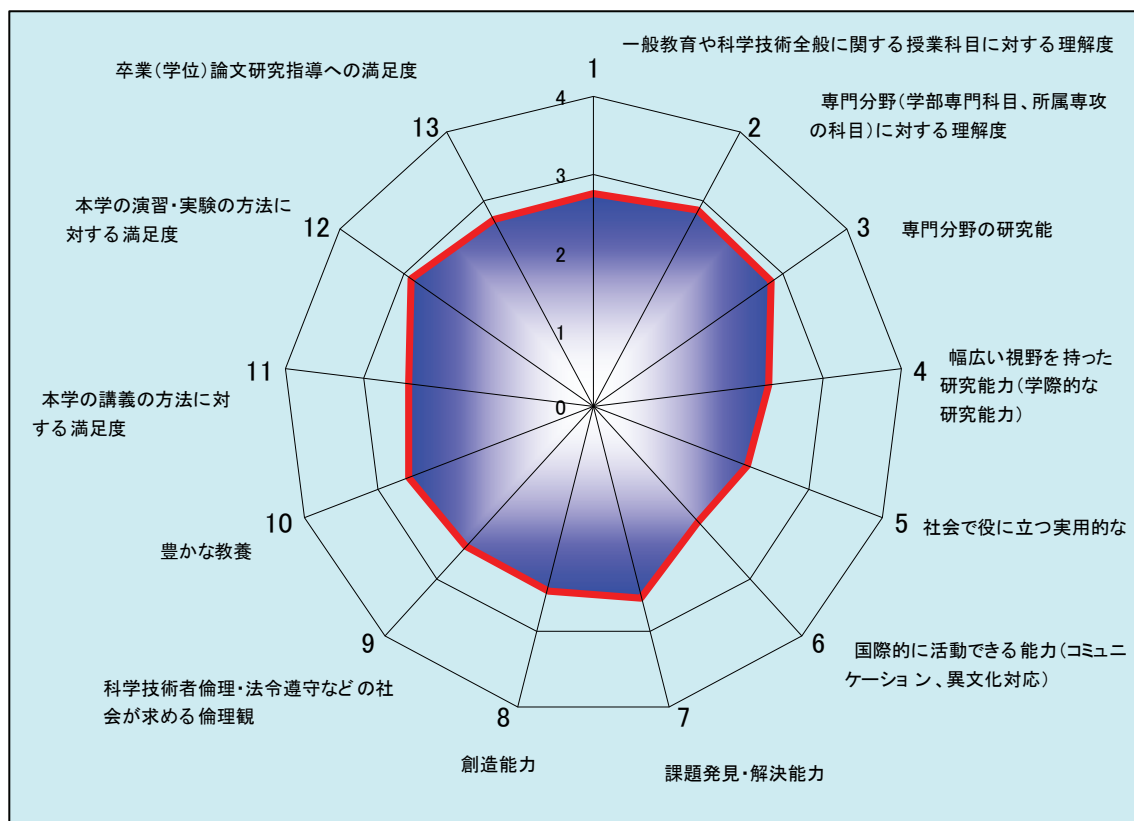 一般教育や科学技術全般に関する授業科目に対する理解度
1
卒業(学位)論文研究指導への満足度
専門分野(学部専門科目、所属専攻
の科目)に対する理解度
4
13
2
3
本学の演習・実験の方法に
対する満足度
12
3
専門分野の研究能
2
1
幅広い視野を持った
研究能力(学際的な
研究能力)
4
11
本学の講義の方法に対
する満足度
0
10
5
社会で役に立つ実用的な
豊かな教養
9
6
国際的に活動できる能力(コミュニ
ケーション、異文化対応)
科学技術者倫理・法令遵守などの社
会が求める倫理観
8
7
創造能力
課題発見・解決能力